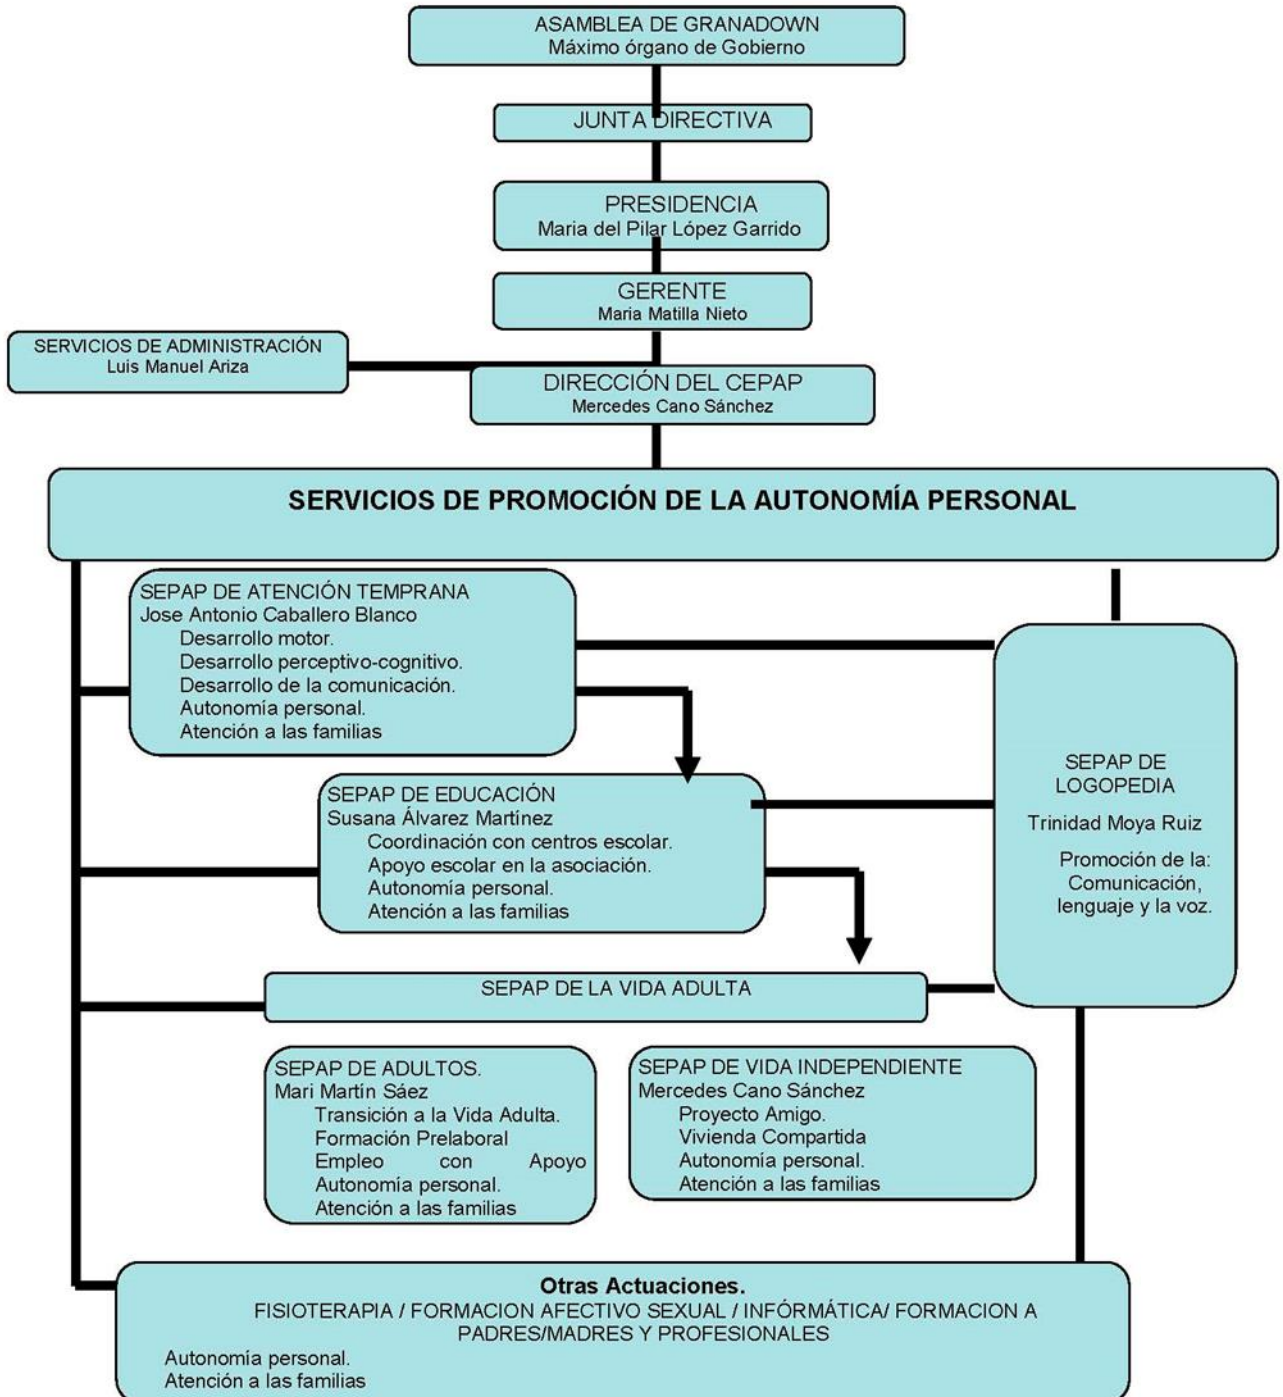 ASAMBLEA DE GRANADOWN
Máximo órgano de Gobierno
JUNTA DIRECTIVA
PRESIDENCIA
Maria del Pilar López Garrido
GERENTE
Maria Matilla Nieto
SERVICIOS DE ADMINISTRACIÓN
Luis Manuel Ariza
DIRECCIÓN DEL CEPAP
Mercedes Cano Sánchez
SERVICIOS DE PROMOCIÓN DE LA AUTONOMÍA PERSONAL
SEPAP DE ATENCIÓN TEMPRANA
Jose Antonio Caballero Blanco
Desarrollo motor.
Desarrollo perceptivo-cognitivo.
Desarrollo de la comunicación.
Autonomía personal.
Atención a las familias
SEPAP DE EDUCACIÓN
Susana Álvarez Martínez
Coordinación con centros escolar.
Apoyo escolar en la asociación.
Autonomía personal.
Atención a las familias
SEPAP DE
LOGOPEDIA
Trinidad Moya Ruiz
Promoción de la:
Comunicación,
lenguaje y la voz.
SEPAP DE LA VIDA ADULTA
SEPAP DE ADULTOS.
Mari Martín Sáez
Transición a la Vida Adulta.
Formación Prelaboral
Empleo con Apoyo
Autonomía personal.
Atención a las familias
SEPAP DE VIDA INDEPENDIENTE
Mercedes Cano Sánchez
Proyecto Amigo.
Vivienda Compartida
Autonomía personal.
Atención a las familias
Otras Actuaciones.
FISIOTERAPIA / FORMACION AFECTIVO SEXUAL / INFÓRMÁTICA/ FORMACION A
PADRES/MADRES Y PROFESIONALES
Autonomía personal.
Atención a las familias